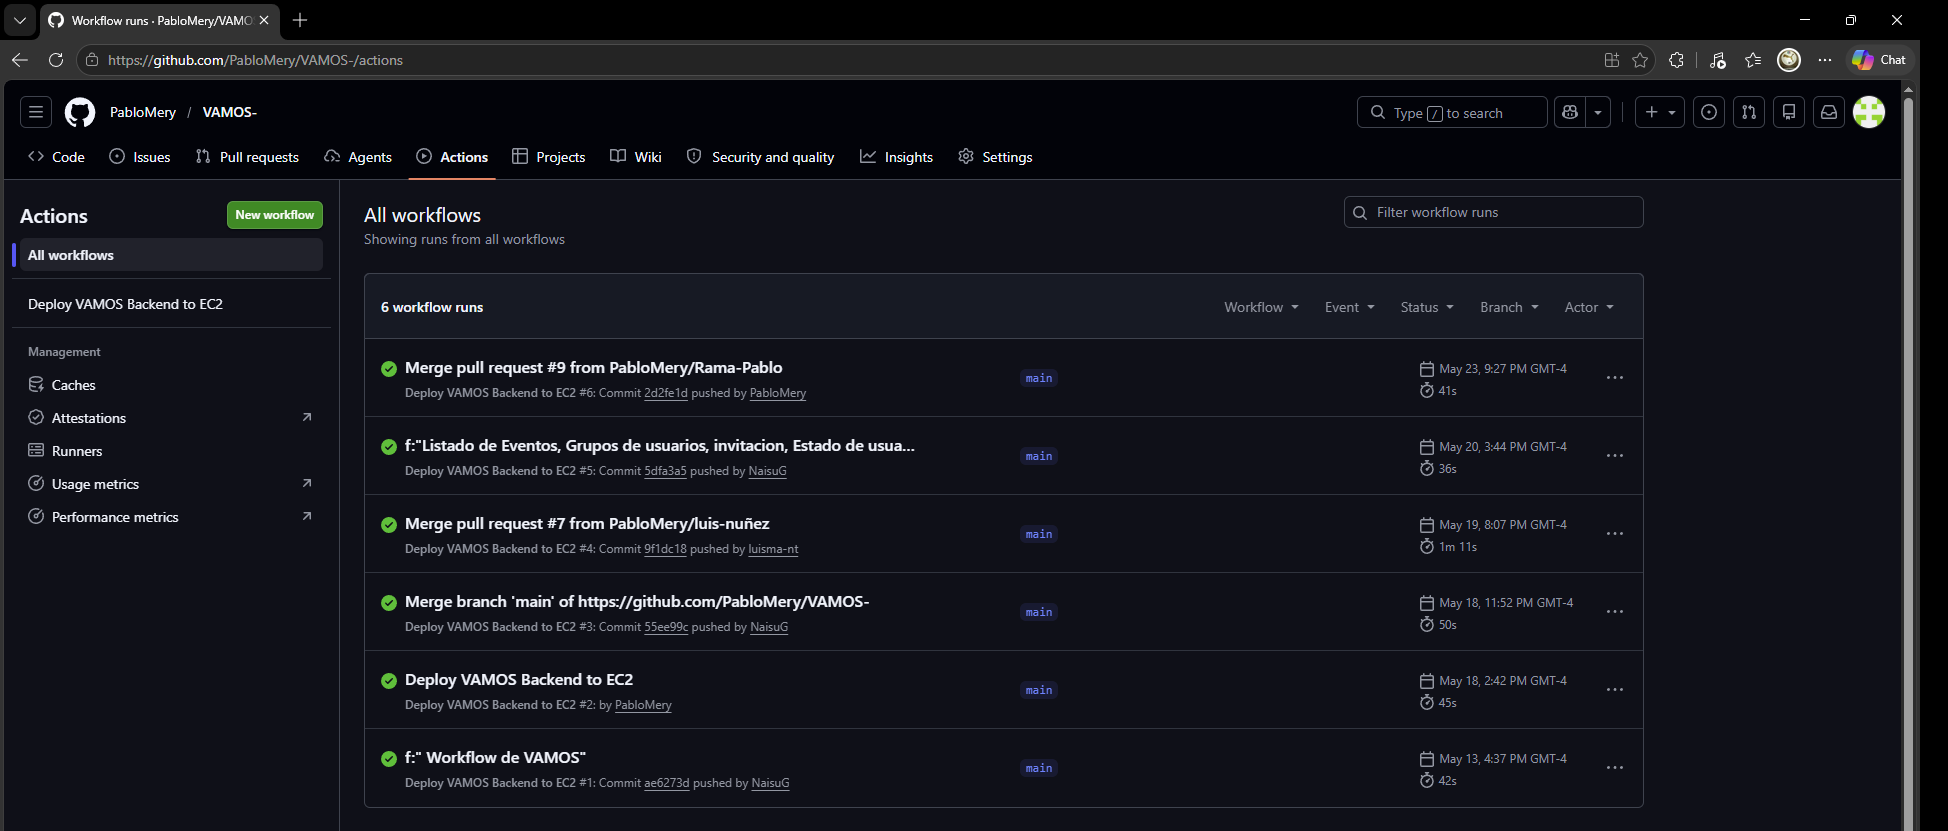 Workflow runs · PabloMery/VAMO
https://github.com/PabloMery/VAMOS-/actions
Chat
PabloMery / VAMOS-
Type / to search
Code Issues Pull requests Agents Actions Projects Wiki Security and quality Insights Settings
Actions
New workflow
All workflows
Deploy VAMOS Backend to EC2
Management
Caches
Attestations
Runners
Usage metrics
Performance metrics
All workflows
Showing runs from all workflows
Filter workflow runs
6 workflow runs
Workflow Event Status Branch Actor
Merge pull request #9 from PabloMery/Rama-Pablo
Deploy VAMOS Backend to EC2 #6: Commit 2d2fe1d pushed by PabloMery
main
May 23, 9:27 PM GMT-4
41s
f:"Listado de Eventos, Grupos de usuarios, invitacion, Estado de usua...
Deploy VAMOS Backend to EC2 #5: Commit 5dfa3a5 pushed by NaisuG
main
May 20, 3:44 PM GMT-4
36s
Merge pull request #7 from PabloMery/luis-nuñez
Deploy VAMOS Backend to EC2 #4: Commit 9f1dc18 pushed by luisma-nt
main
May 19, 8:07 PM GMT-4
1m 11s
Merge branch 'main' of https://github.com/PabloMery/VAMOS-
Deploy VAMOS Backend to EC2 #3: Commit 55ee99c pushed by NaisuG
main
May 18, 11:52 PM GMT-4
50s
Deploy VAMOS Backend to EC2
Deploy VAMOS Backend to EC2 #2: by PabloMery
main
May 18, 2:42 PM GMT-4
45s
f:" Workflow de VAMOS"
Deploy VAMOS Backend to EC2 #1: Commit ae6273d pushed by NaisuG
main
May 13, 4:37 PM GMT-4
42s